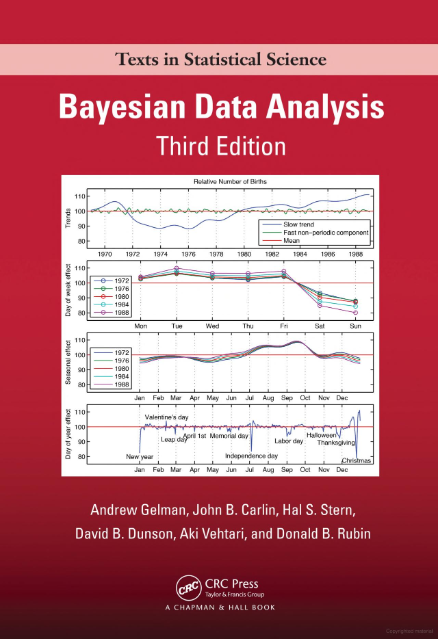 Texts in Statistical Science
Bayesian Data Analysis
Third Edition
Relative Number of Births
Trends
110
100
90
80
Slow trend
Fast non-periodic component
Mean
1970 1972 1974 1976 1978 1980 1982 1984 1986 1988
Day of week effect
110
100
90
80
1972
1976
1980
1984
1988
Mon Tue Wed Thu Fri Sat Sun
Seasonal effect
110
100
90
80
1972
1976
1980
1984
1988
Jan Feb Mar Apr May Jun Jul Aug Sep Oct Nov Dec
Day of year effect
110
100
90
80
Valentine's day
Leap day
April 1st
Memorial day
Halloween
Labor day
Thanksgiving
New year
Independence day
Christmas
Jan Feb Mar Apr May Jun Jul Aug Sep Oct Nov Dec
Andrew Gelman, John B. Carlin, Hal S. Stern,
David B. Dunson, Aki Vehtari, and Donald B. Rubin
CRC
CRC Press
Taylor & Francis Group
A CHAPMAN & HALL BOOK
Copyrighted material